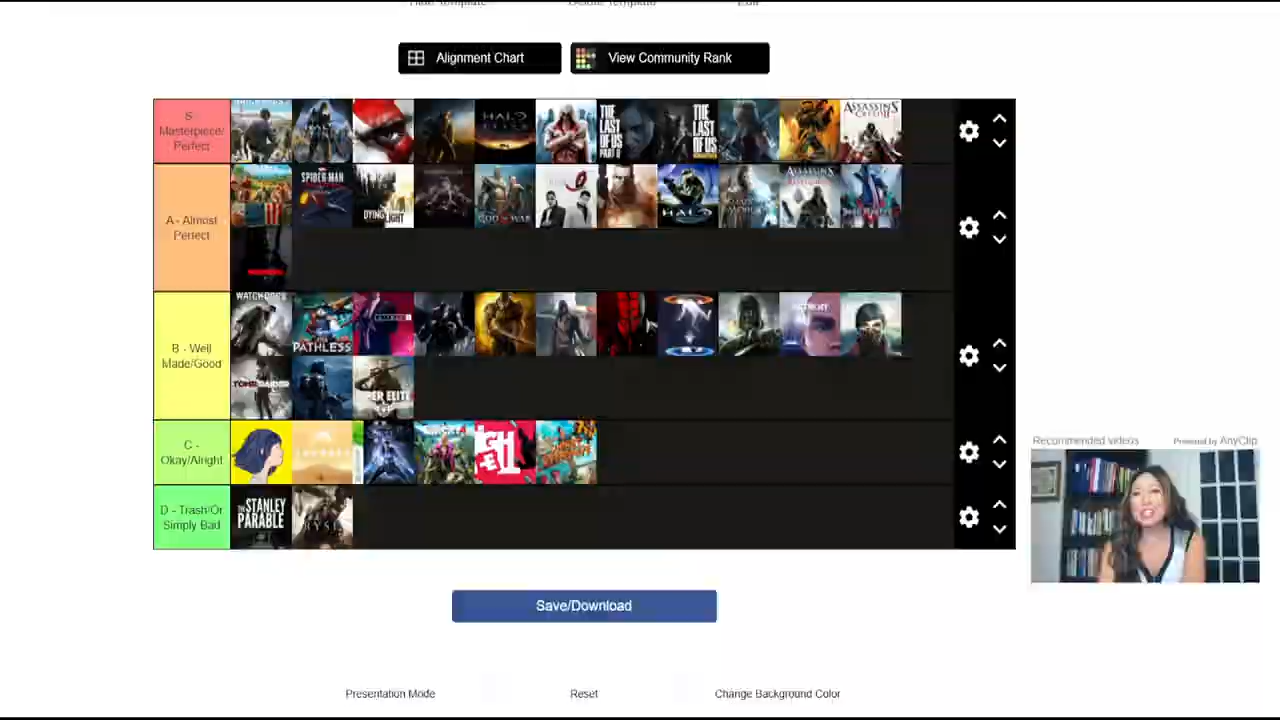 Alignment Chart
View Community Rank
S
Masterpiece/
Perfect
HALO
THE
LAST
OF US
PART II
THE
LAST
OF US
ASSASSIN'S
CREED II
A - Almost
Perfect
SPIDER-MAN
DYING LIGHT
GOD OF WAR
HALO
ASSASSIN'S
B - Well
Made/Good
WATCH DOGS
PATHLESS
DETROIT
TOMB RAIDER
C -
Okay/Alright
D - Trash/Or
Simply Bad
THE
STANLEY
PARABLE
Recommended videos
Powered by AnyClip
Save/Download
Presentation Mode
Reset
Change Background Color